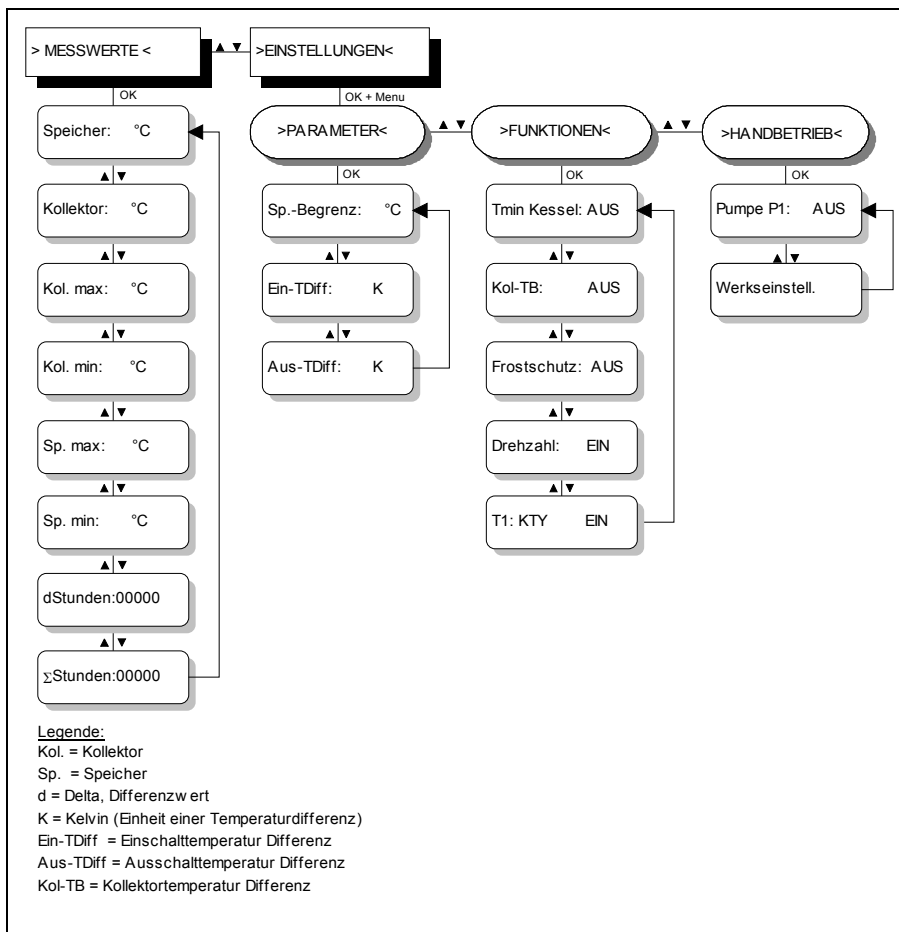 > MESSWERTE <
▲ ▼
>EINSTELLUNGEN<
OK
OK + Menu
Speicher: °C
>PARAMETER<
▲ ▼
>FUNKTIONEN<
▲ ▼
>HANDBETRIEB<
▲ ▼
OK
OK
OK
Kollektor: °C
Sp.-Begrenz: °C
Tmin Kessel: AUS
Pumpe P1: AUS
▲ ▼
▲ ▼
▲ ▼
▲ ▼
Kol. max: °C
Ein-TDiff: K
Kol-TB: AUS
Werkseinstell.
▲ ▼
▲ ▼
▲ ▼
Kol. min: °C
Aus-TDiff: K
Frostschutz: AUS
▲ ▼
▲ ▼
Sp. max: °C
Drehzahl: EIN
▲ ▼
▲ ▼
Sp. min: °C
T1: KTY EIN
▲ ▼
dStunden:00000
▲ ▼
ΣStunden:00000
Legende:
Kol. = Kollektor
Sp. = Speicher
d = Delta, Differenzwert
K = Kelvin (Einheit einer Temperaturdifferenz)
Ein-TDiff = Einschalttemperatur Differenz
Aus-TDiff = Ausschalttemperatur Differenz
Kol-TB = Kollektortemperatur Differenz